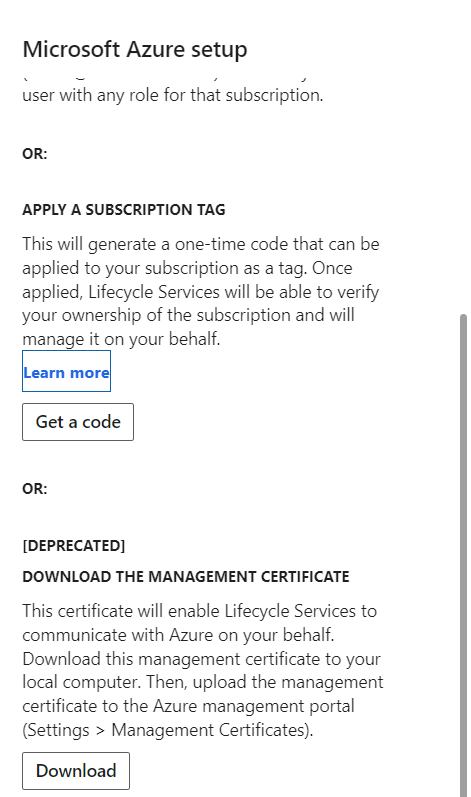 Microsoft Azure setup
user with any role for that subscription.
OR:
APPLY A SUBSCRIPTION TAG
This will generate a one-time code that can be
applied to your subscription as a tag. Once
applied, Lifecycle Services will be able to verify
your ownership of the subscription and will
manage it on your behalf.
Learn more
Get a code
OR:
[DEPRECATED]
DOWNLOAD THE MANAGEMENT CERTIFICATE
This certificate will enable Lifecycle Services to
communicate with Azure on your behalf.
Download this management certificate to your
local computer. Then, upload the management
certificate to the Azure management portal
(Settings > Management Certificates).
Download